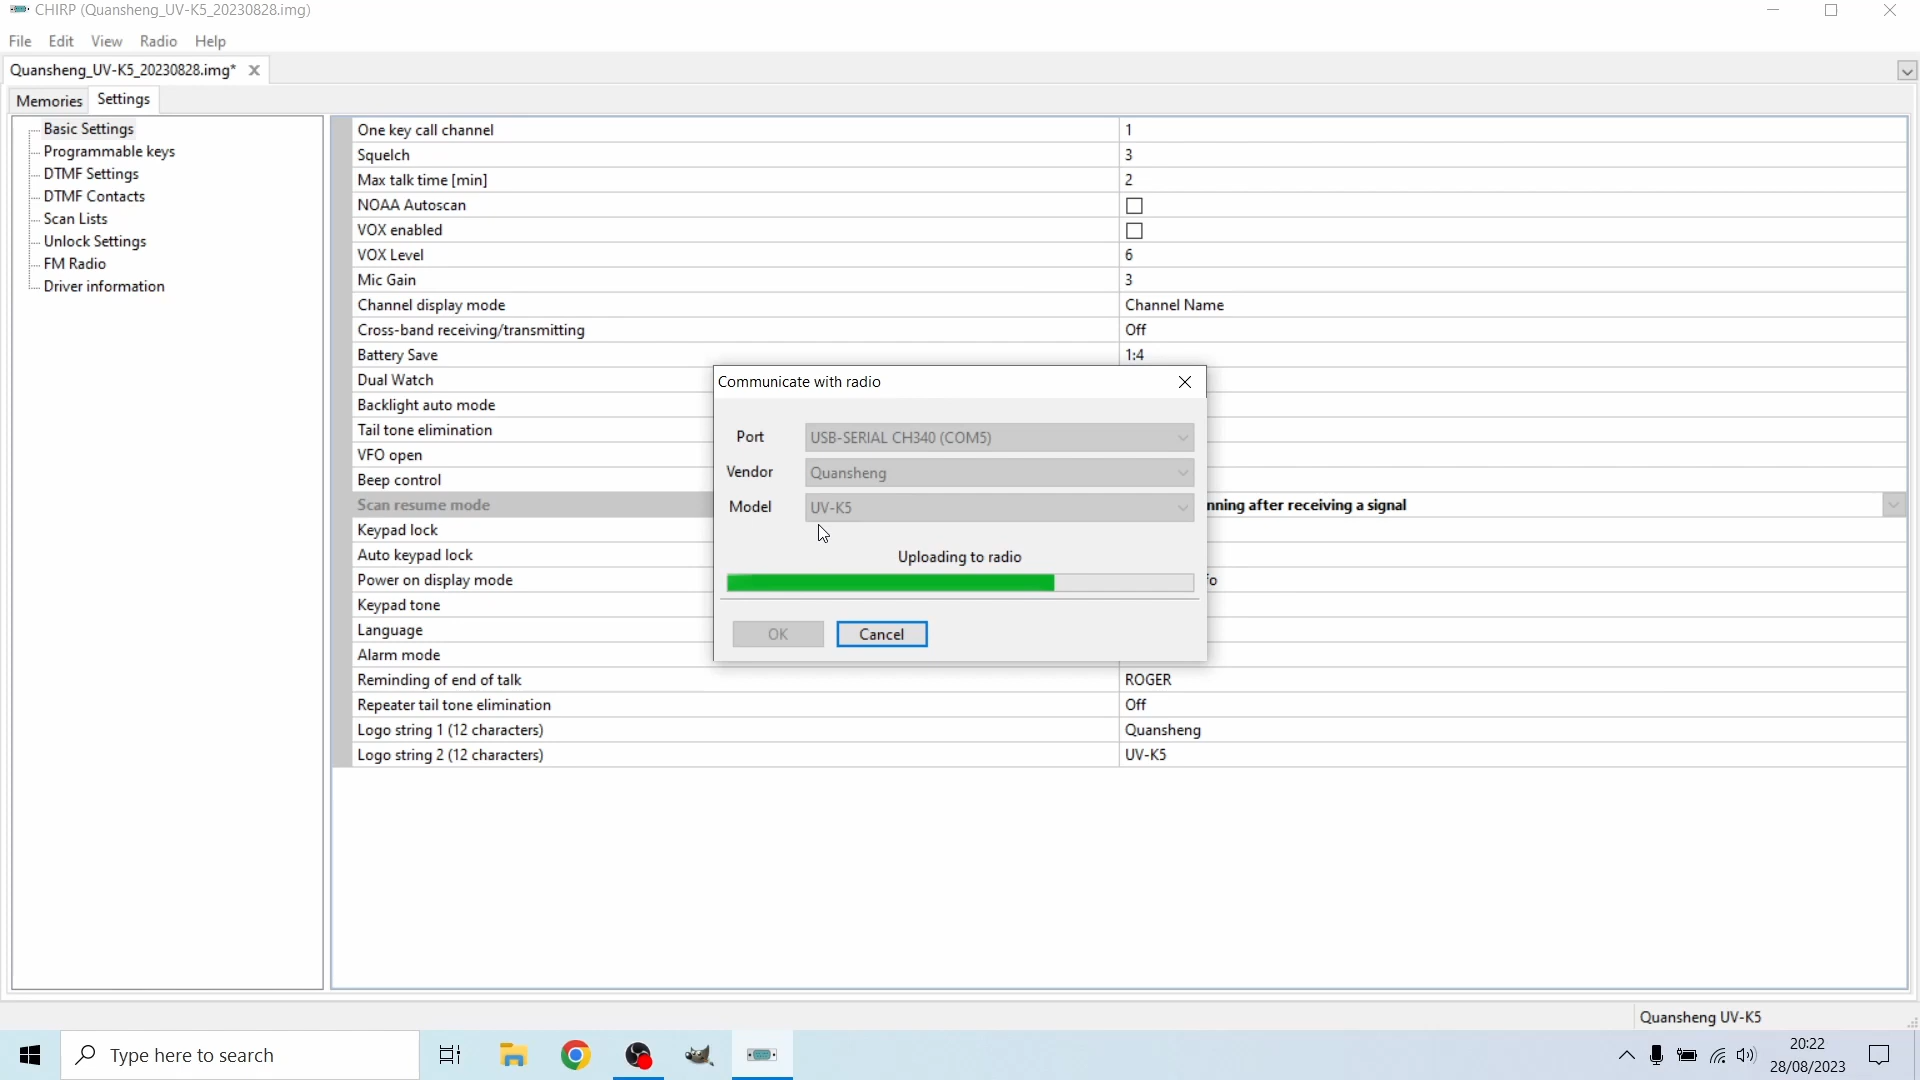 CHIRP (Quansheng_UV-K5_20230828.img)
File Edit View Radio Help
Quansheng_UV-K5_20230828.img*
Memories Settings
Basic Settings
Programmable keys
DTMF Settings
DTMF Contacts
Scan Lists
Unlock Settings
FM Radio
Driver information
One key call channel 1
Squelch 3
Max talk time [min] 2
NOAA Autoscan
VOX enabled
VOX Level 6
Mic Gain 3
Channel display mode Channel Name
Cross-band receiving/transmitting Off
Battery Save 1:4
Dual Watch
Backlight auto mode
Tail tone elimination
VFO open
Beep control
Scan resume mode nning after receiving a signal
Keypad lock
Auto keypad lock
Power on display mode fo
Keypad tone
Language
Alarm mode
Reminding of end of talk ROGER
Repeater tail tone elimination Off
Logo string 1 (12 characters) Quansheng
Logo string 2 (12 characters) UV-K5
Communicate with radio
Port USB-SERIAL CH340 (COM5)
Vendor Quansheng
Model UV-K5
Uploading to radio
OK Cancel
Quansheng UV-K5
Type here to search
20:22
28/08/2023